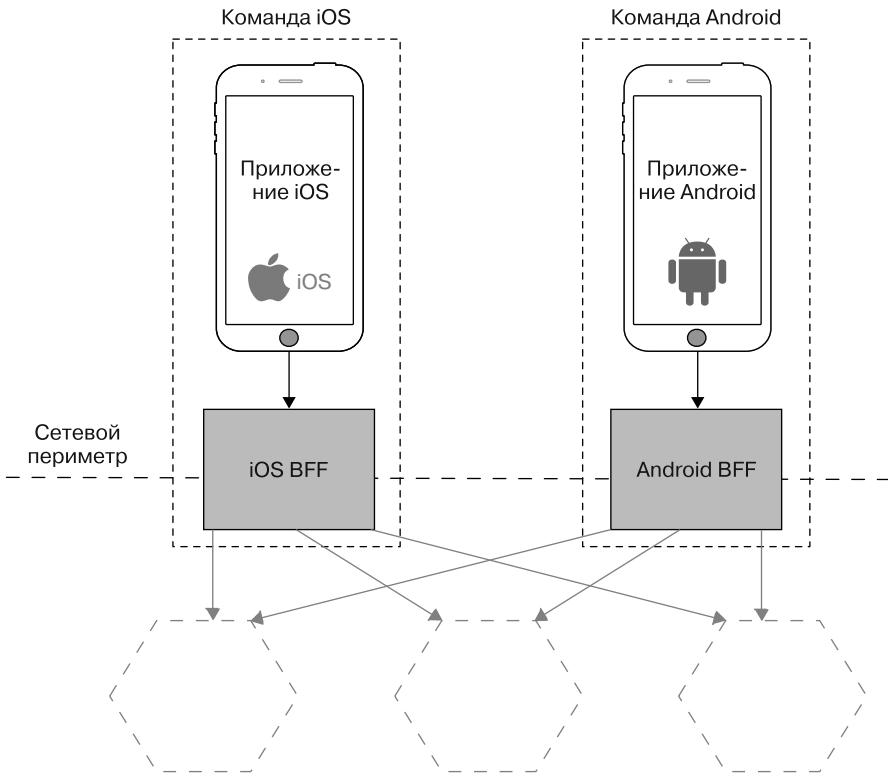 Команда iOS
Команда Android
Приложе-
ние iOS
Приложе-
ние Android
iOS
Сетевой
периметр
iOS BFF
Android BFF